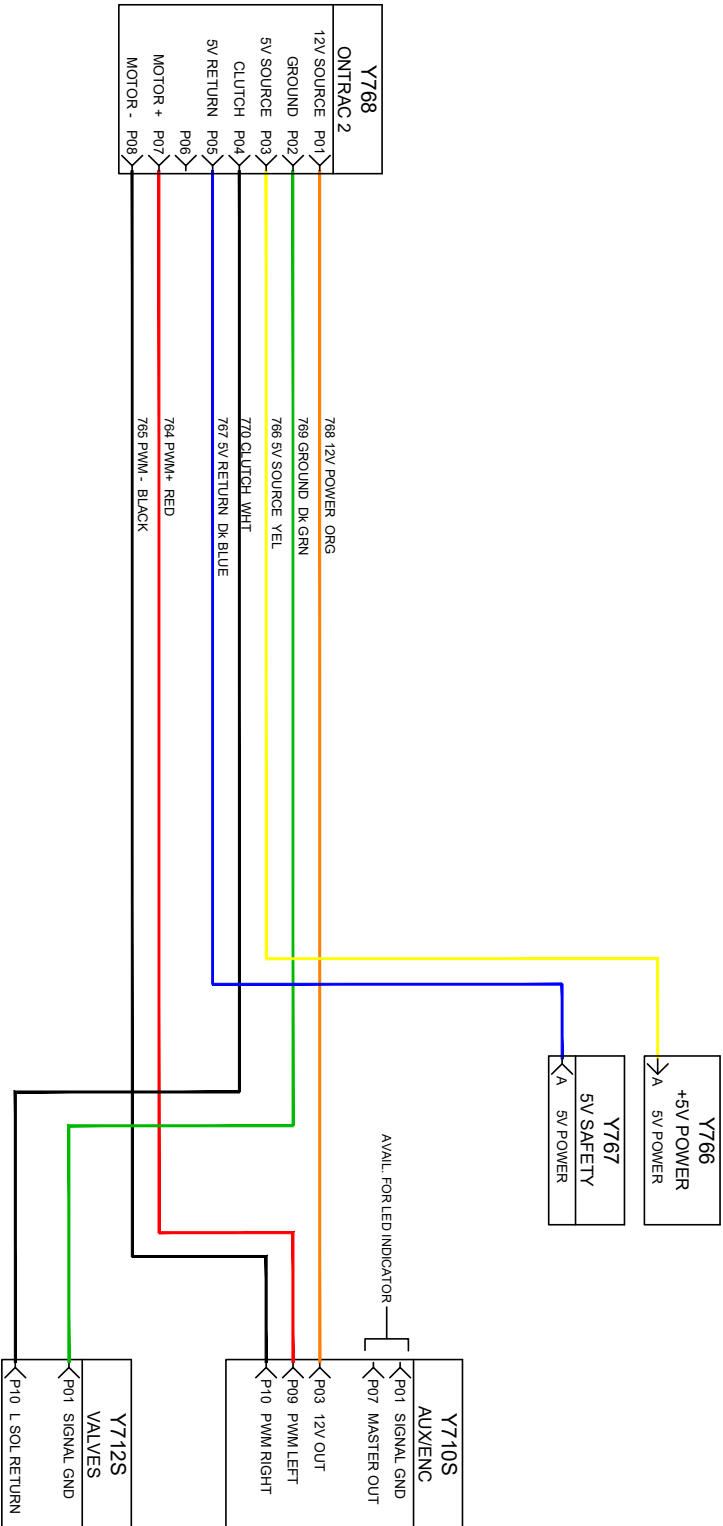 Y768
ONTRAC 2
12V SOURCE P01
GROUND P02
5V SOURCE P03
CLUTCH P04
5V RETURN P05
P06
MOTOR + P07
MOTOR - P08
768 12V POWER ORG
769 GROUND Dk GRN
766 5V SOURCE YEL
770 CLUTCH WHT
767 5V RETURN Dk BLUE
764 PWM+ RED
765 PWM - BLACK
Y766
+5V POWER
A 5V POWER
Y767
5V SAFETY
A 5V POWER
AVAIL. FOR LED INDICATOR
Y710S
AUX/ENC
P01 SIGNAL GND
P07 MASTER OUT
P03 12V OUT
P09 PWM LEFT
P10 PWM RIGHT
Y712S
VALVES
P01 SIGNAL GND
P10 L SOL RETURN